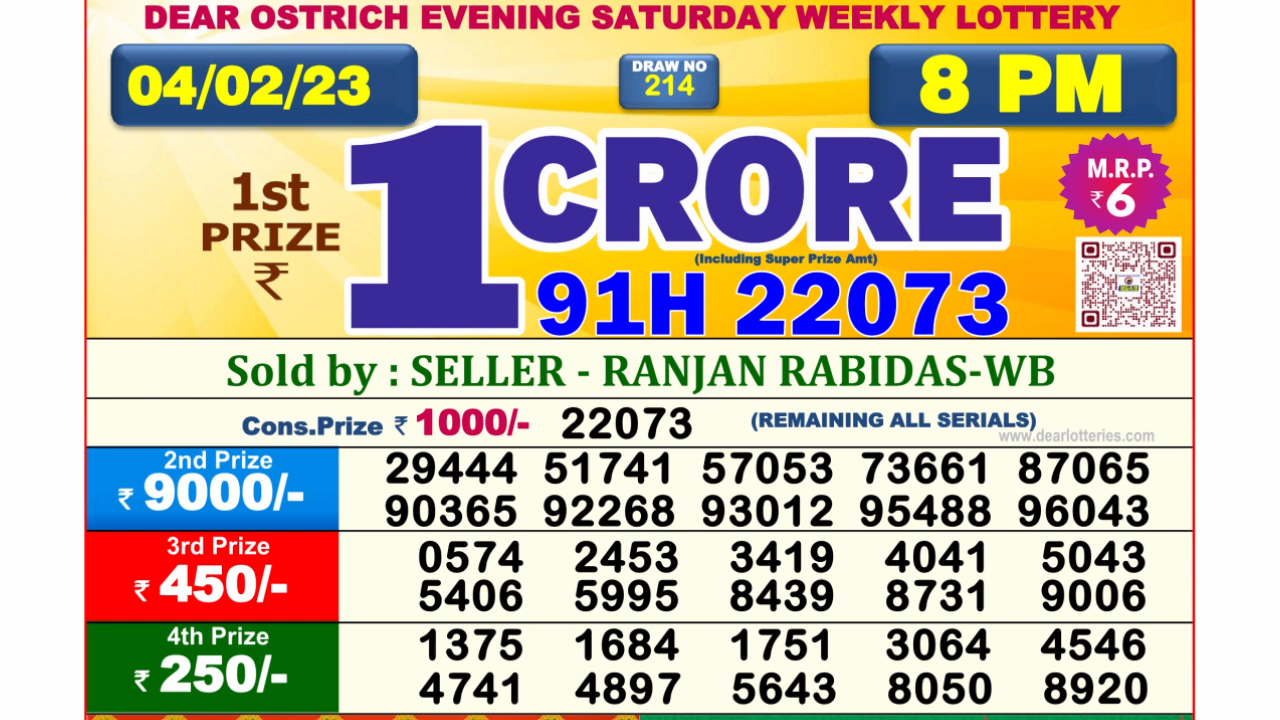 DEAR OSTRICH EVENING SATURDAY WEEKLY LOTTERY
04/02/23
DRAW NO
214
8 PM
1st
PRIZE
₹
1 CRORE
(Including Super Prize Amt)
91H 22073
M.R.P.
₹ 6
Sold by : SELLER - RANJAN RABIDAS-WB
Cons.Prize ₹ 1000/- 22073 (REMAINING ALL SERIALS)
www.dearlotteries.com
2nd Prize
₹ 9000/-
29444 51741 57053 73661 87065
90365 92268 93012 95488 96043
3rd Prize
₹ 450/-
0574 2453 3419 4041 5043
5406 5995 8439 8731 9006
4th Prize
₹ 250/-
1375 1684 1751 3064 4546
4741 4897 5643 8050 8920